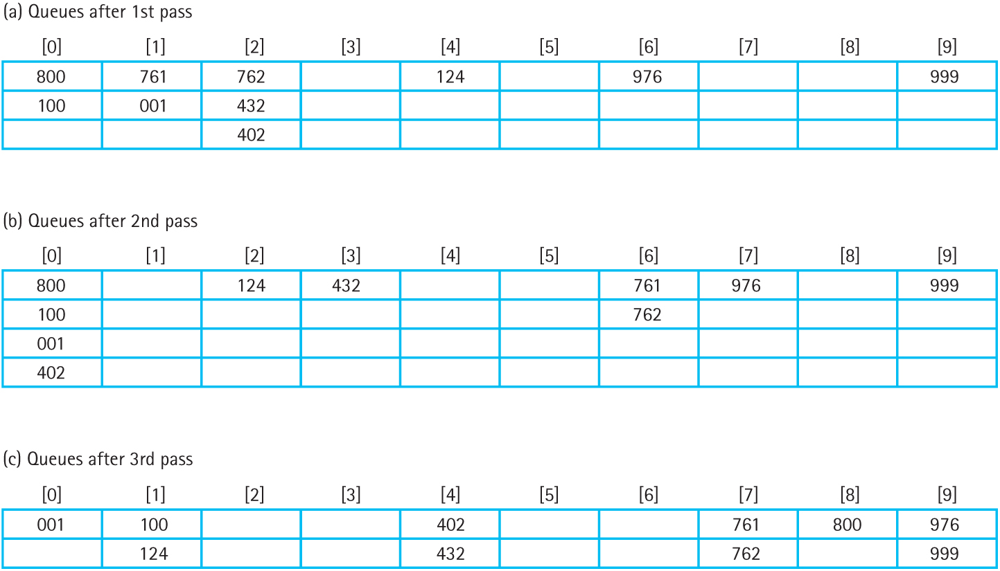 (a) Queues after 1st pass
[0] [1] [2] [3] [4] [5] [6] [7] [8] [9]
800 761 762 124 976 999
100 001 432
402
(b) Queues after 2nd pass
[0] [1] [2] [3] [4] [5] [6] [7] [8] [9]
800 124 432 761 976 999
100 762
001
402
(c) Queues after 3rd pass
[0] [1] [2] [3] [4] [5] [6] [7] [8] [9]
001 100 402 761 800 976
124 432 762 999